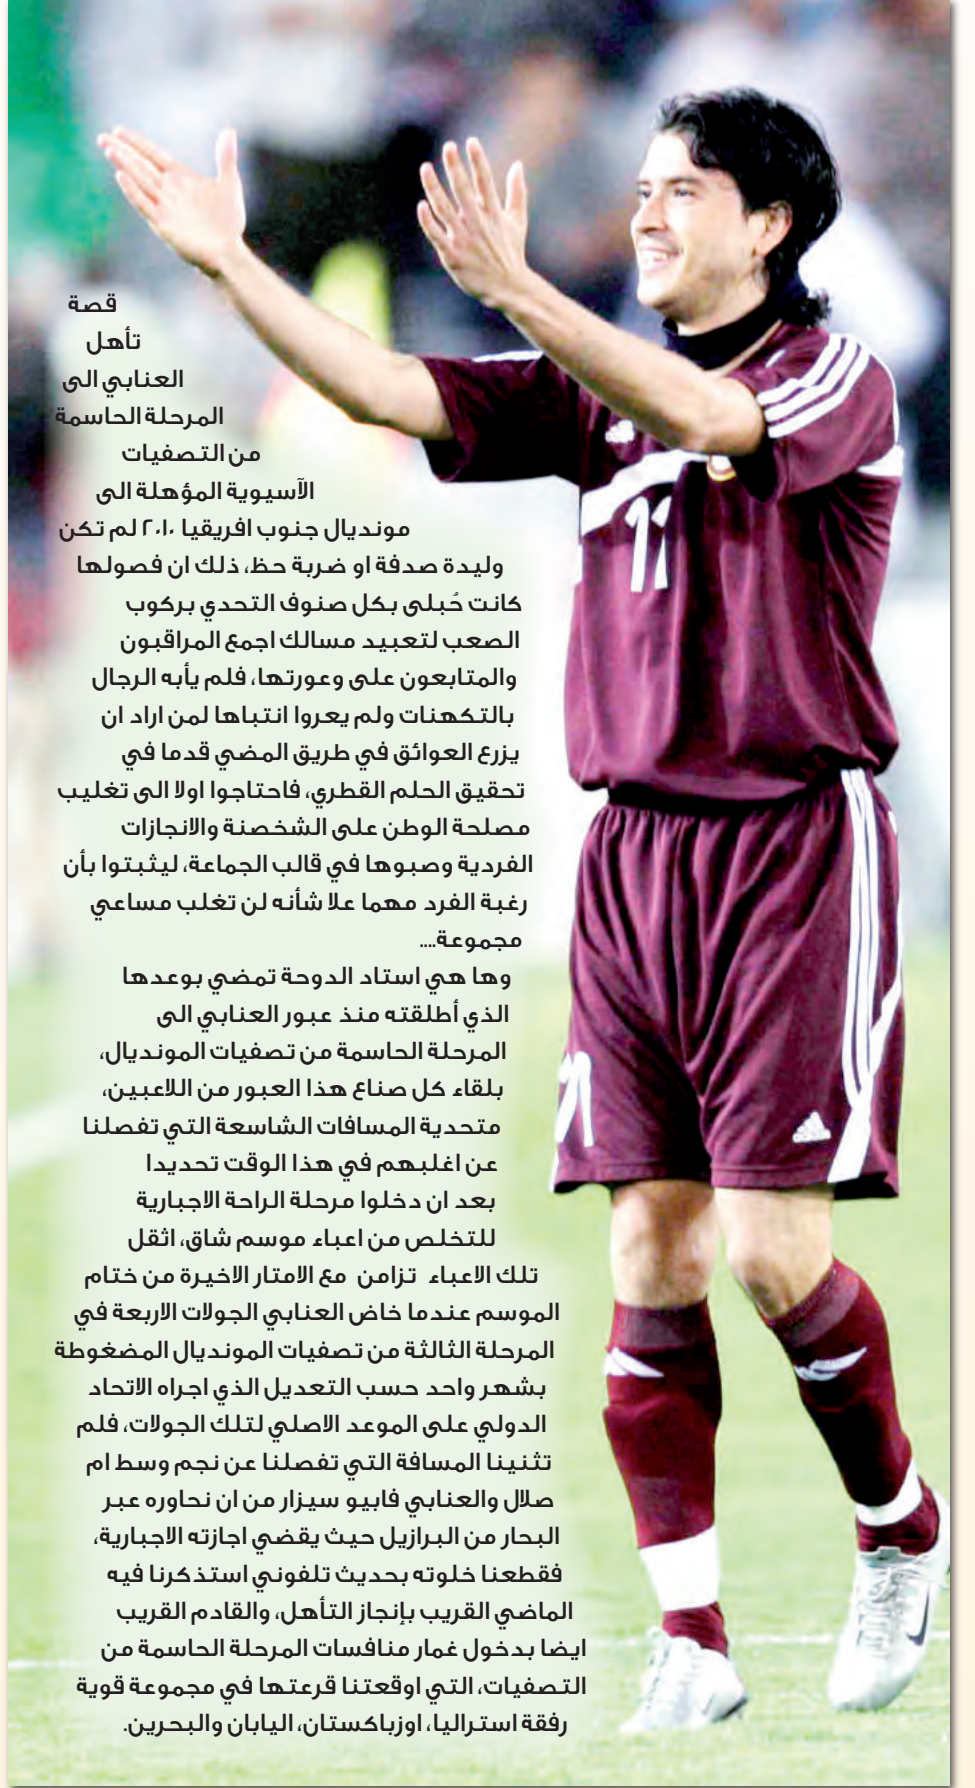 قصة
تأهل
العنابي الى
المرحلة الحاسمة
من التصفيات
الآسيوية المؤهلة الى
مونديال جنوب افريقيا ٢٠١٠ لم تكن
وليدة صدفة او ضربة حظ، ذلك ان فصولها
كانت حُبلى بكل صنوف التحدي بركوب
الصعب لتعبيد مسالك اجمع المراقبون
والمتابعون على وعورتها، فلم يأبه الرجال
بالتكهنات ولم يعروا انتباها لمن اراد ان
يزرع العوائق في طريق المضي قدما في
تحقيق الحلم القطري، فاحتاجوا اولا الى تغليب
مصلحة الوطن على الشخصنة والانجازات
الفردية وصبوها في قالب الجماعة، ليثبتوا بأن
رغبة الفرد مهما علا شأنه لن تغلب مساعي
مجموعة....
وها هي استاد الدوحة تمضي بوعدها
الذي أطلقته منذ عبور العنابي الى
المرحلة الحاسمة من تصفيات المونديال،
بلقاء كل صناع هذا العبور من اللاعبين،
متحدية المسافات الشاسعة التي تفصلنا
عن اغلبهم في هذا الوقت تحديدا
بعد ان دخلوا مرحلة الراحة الاجبارية
للتخلص من اعباء موسم شاق، اثقل
تلك الاعباء تزامن مع الامتار الاخيرة من ختام
الموسم عندما خاض العنابي الجولات الاربعة في
المرحلة الثالثة من تصفيات المونديال المضغوطة
بشهر واحد حسب التعديل الذي اجراه الاتحاد
الدولي على الموعد الاصلي لتلك الجولات، فلم
تثنينا المسافة التي تفصلنا عن نجم وسط ام
صلال والعنابي فابيو سيزار من ان نحاوره عبر
البحار من البرازيل حيث يقضي اجازته الاجبارية،
فقطعنا خلوته بحديث تلفوني استذكرنا فيه
الماضي القريب بإنجاز التأهل، والقادم القريب
ايضا بدخول غمار منافسات المرحلة الحاسمة من
التصفيات، التي اوقعتنا قرعتها في مجموعة قوية
رفقة استراليا، اوزباكستان، اليابان والبحرين.
11